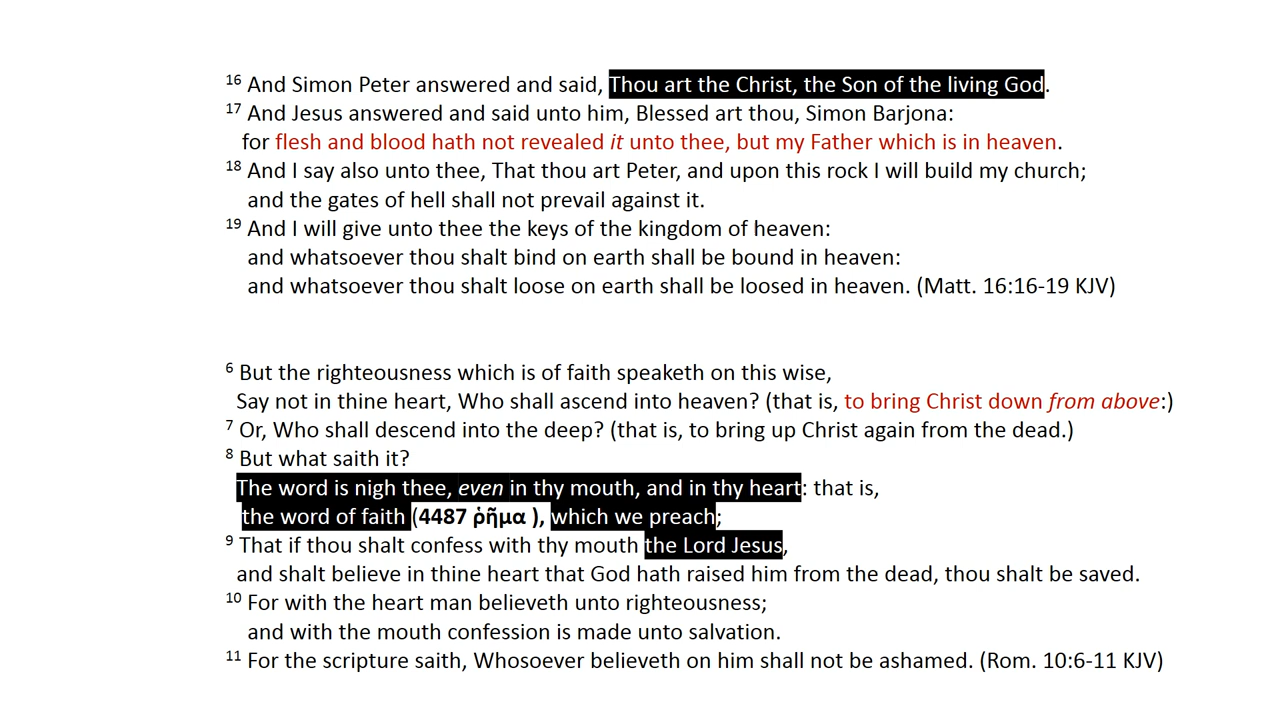 16 And Simon Peter answered and said, Thou art the Christ, the Son of the living God.
17 And Jesus answered and said unto him, Blessed art thou, Simon Barjona:
for flesh and blood hath not revealed it unto thee, but my Father which is in heaven.
18 And I say also unto thee, That thou art Peter, and upon this rock I will build my church;
and the gates of hell shall not prevail against it.
19 And I will give unto thee the keys of the kingdom of heaven:
and whatsoever thou shalt bind on earth shall be bound in heaven:
and whatsoever thou shalt loose on earth shall be loosed in heaven. (Matt. 16:16-19 KJV)
6 But the righteousness which is of faith speaketh on this wise,
Say not in thine heart, Who shall ascend into heaven? (that is, to bring Christ down from above:)
7 Or, Who shall descend into the deep? (that is, to bring up Christ again from the dead.)
8 But what saith it?
The word is nigh thee, even in thy mouth, and in thy heart: that is,
the word of faith (4487 ῥῆμα ), which we preach;
9 That if thou shalt confess with thy mouth the Lord Jesus,
and shalt believe in thine heart that God hath raised him from the dead, thou shalt be saved.
10 For with the heart man believeth unto righteousness;
and with the mouth confession is made unto salvation.
11 For the scripture saith, Whosoever believeth on him shall not be ashamed. (Rom. 10:6-11 KJV)